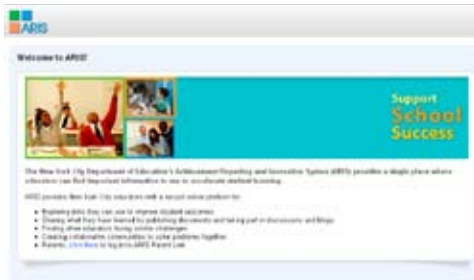 ARIS
Welcome to ARIS!
Support
School
Success
The New York City Department of Education's Achievement Reporting and Innovation System (ARIS) provides a single place where
educators can find important information to use to accelerate student learning.
ARIS provides New York City educators with a secure online platform for:
Exploring data they can use to improve student outcomes
Sharing what they have learned by publishing documents and taking part in discussions and blogs
Finding other educators facing similar challenges
Creating collaborative communities to solve problems together
Parents, click here to log into ARIS Parent Link